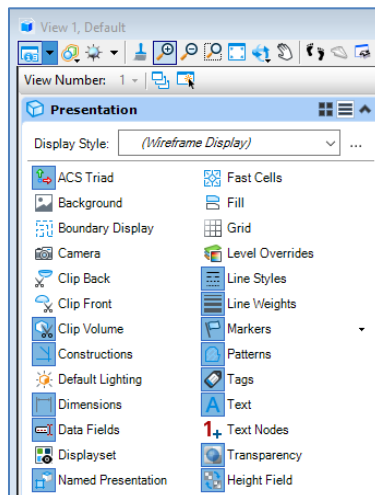 View 1, Default
View Number: 1
Presentation
Display Style: (Wireframe Display) ...
ACS Triad Fast Cells
Background Fill
Boundary Display Grid
Camera Level Overrides
Clip Back Line Styles
Clip Front Line Weights
Clip Volume Markers
Constructions Patterns
Default Lighting Tags
Dimensions Text
Data Fields Text Nodes
Displayset Transparency
Named Presentation Height Field